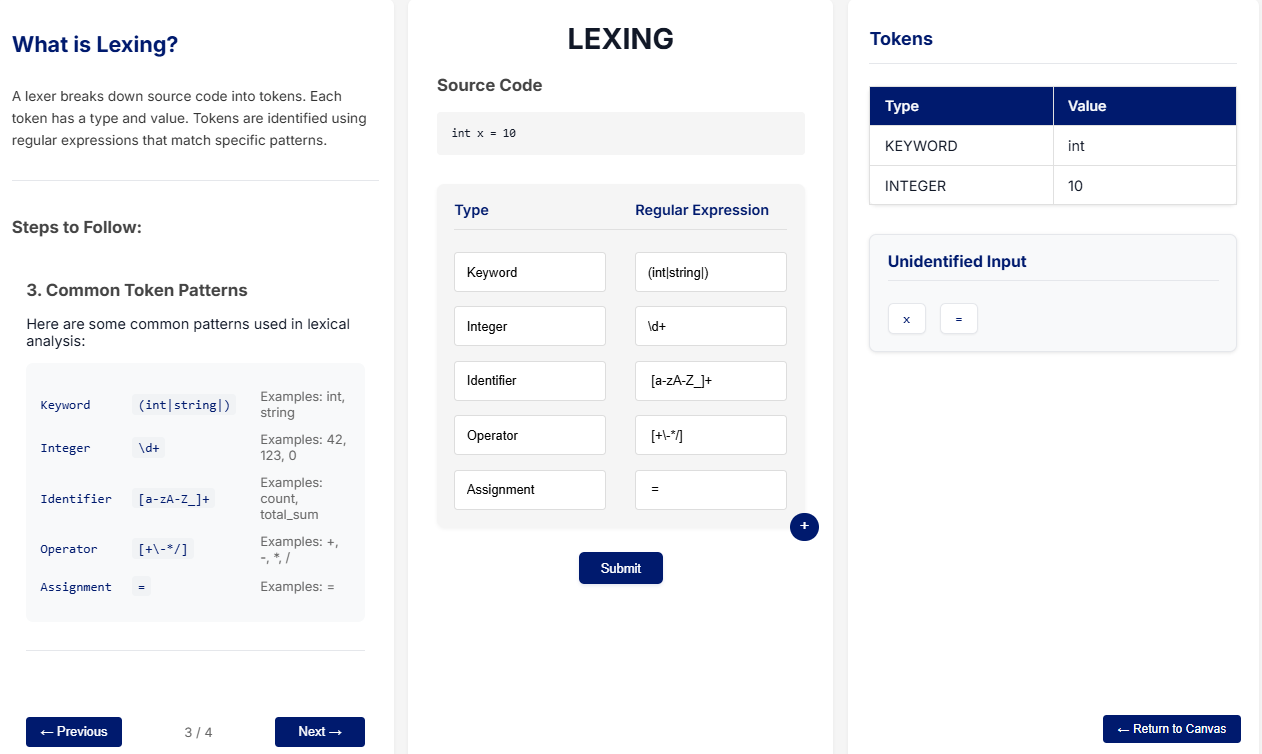 What is Lexing?
A lexer breaks down source code into tokens. Each
token has a type and value. Tokens are identified using
regular expressions that match specific patterns.
Steps to Follow:
3. Common Token Patterns
Here are some common patterns used in lexical
analysis:
Keyword (int|string|) Examples: int,
string
Integer \d+ Examples: 42,
123, 0
Identifier [a-zA-Z_]+ Examples:
count,
total_sum
Operator [+\-*/] Examples: +,
-, *, /
Assignment = Examples: =
← Previous 3 / 4 Next →
LEXING
Source Code
int x = 10
Type Regular Expression
Keyword (int|string|)
Integer \d+
Identifier [a-zA-Z_]+
Operator [+\-*/]
Assignment =
+
Submit
Tokens
Type Value
KEYWORD int
INTEGER 10
Unidentified Input
x =
← Return to Canvas